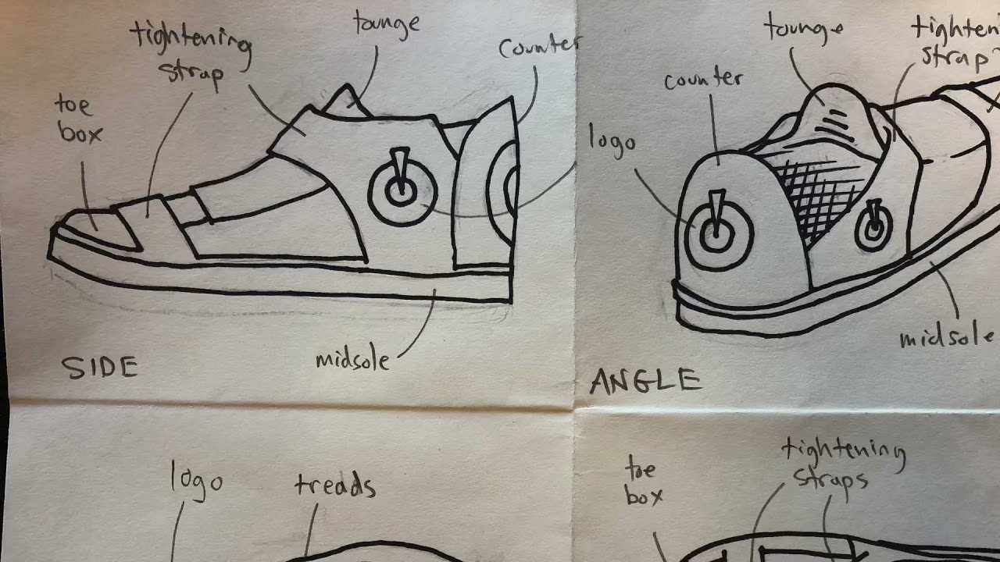 tightening
strap
tounge
counter
toe
box
midsole
SIDE
tounge
tighten
strap
counter
logo
midsole
ANGLE
logo
treads
tightening
straps
toe
box